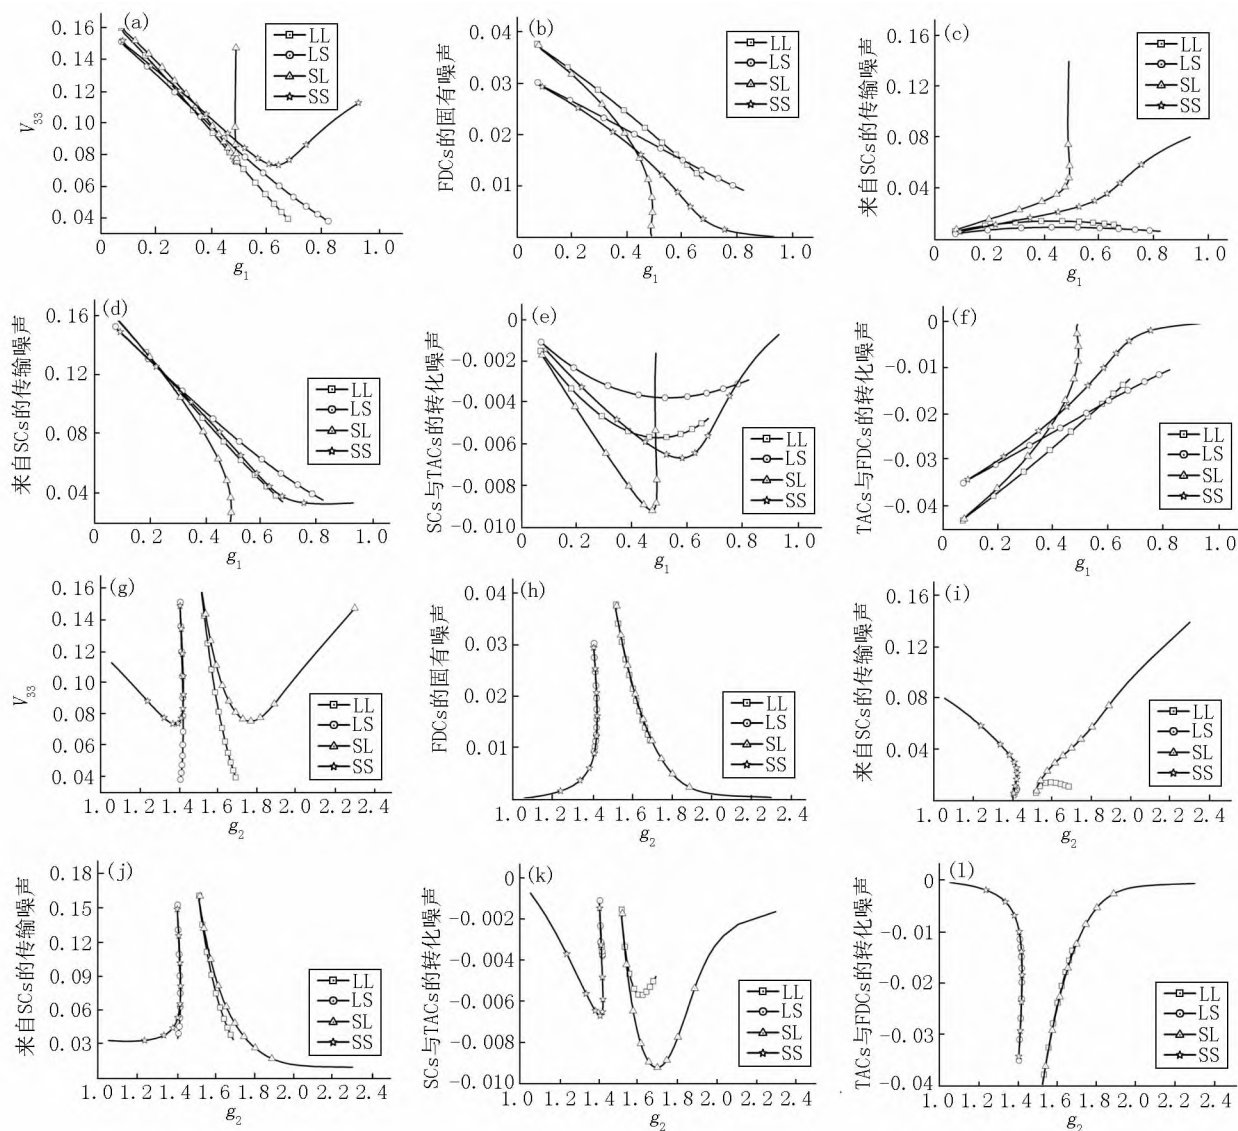 (a)
V33
0.16
0.14
0.12
0.10
0.08
0.06
0.04
0 0.2 0.4 0.6 0.8 1.0
g1
LL
LS
SL
SS
(b)
FDCs的固有噪声
0.04
0.03
0.02
0.01
0 0.2 0.4 0.6 0.8 1.0
g1
LL
LS
SL
SS
(c)
来自SCs的传输噪声
0.16
0.12
0.08
0.04
0 0.2 0.4 0.6 0.8 1.0
g1
LL
LS
SL
SS
(d)
来自SCs的传输噪声
0.16
0.12
0.08
0.04
0 0.2 0.4 0.6 0.8 1.0
g1
LL
LS
SL
SS
(e)
SCs与TACs的转化噪声
0
-0.002
-0.004
-0.006
-0.008
-0.010
0 0.2 0.4 0.6 0.8 1.0
g1
LL
LS
SL
SS
(f)
TACs与FDCs的转化噪声
0
-0.01
-0.02
-0.03
-0.04
0 0.2 0.4 0.6 0.8 1.0
g1
LL
LS
SL
SS
(g)
V33
0.16
0.14
0.12
0.10
0.08
0.06
0.04
1.0 1.2 1.4 1.6 1.8 2.0 2.2 2.4
g2
LL
LS
SL
SS
(h)
FDCs的固有噪声
0.04
0.03
0.02
0.01
1.0 1.2 1.4 1.6 1.8 2.0 2.2 2.4
g2
LL
LS
SL
SS
(i)
来自SCs的传输噪声
0.16
0.12
0.08
0.04
1.0 1.2 1.4 1.6 1.8 2.0 2.2 2.4
g2
LL
LS
SL
SS
(j)
来自SCs的传输噪声
0.18
0.15
0.12
0.09
0.06
0.03
1.0 1.2 1.4 1.6 1.8 2.0 2.2 2.4
g2
LL
LS
SL
SS
(k)
SCs与TACs的转化噪声
0
-0.002
-0.004
-0.006
-0.008
-0.010
1.0 1.2 1.4 1.6 1.8 2.0 2.2 2.4
g2
LL
LS
SL
SS
(l)
TACs与FDCs的转化噪声
0
-0.01
-0.02
-0.03
-0.04
1.0 1.2 1.4 1.6 1.8 2.0 2.2 2.4
g2
LL
LS
SL
SS